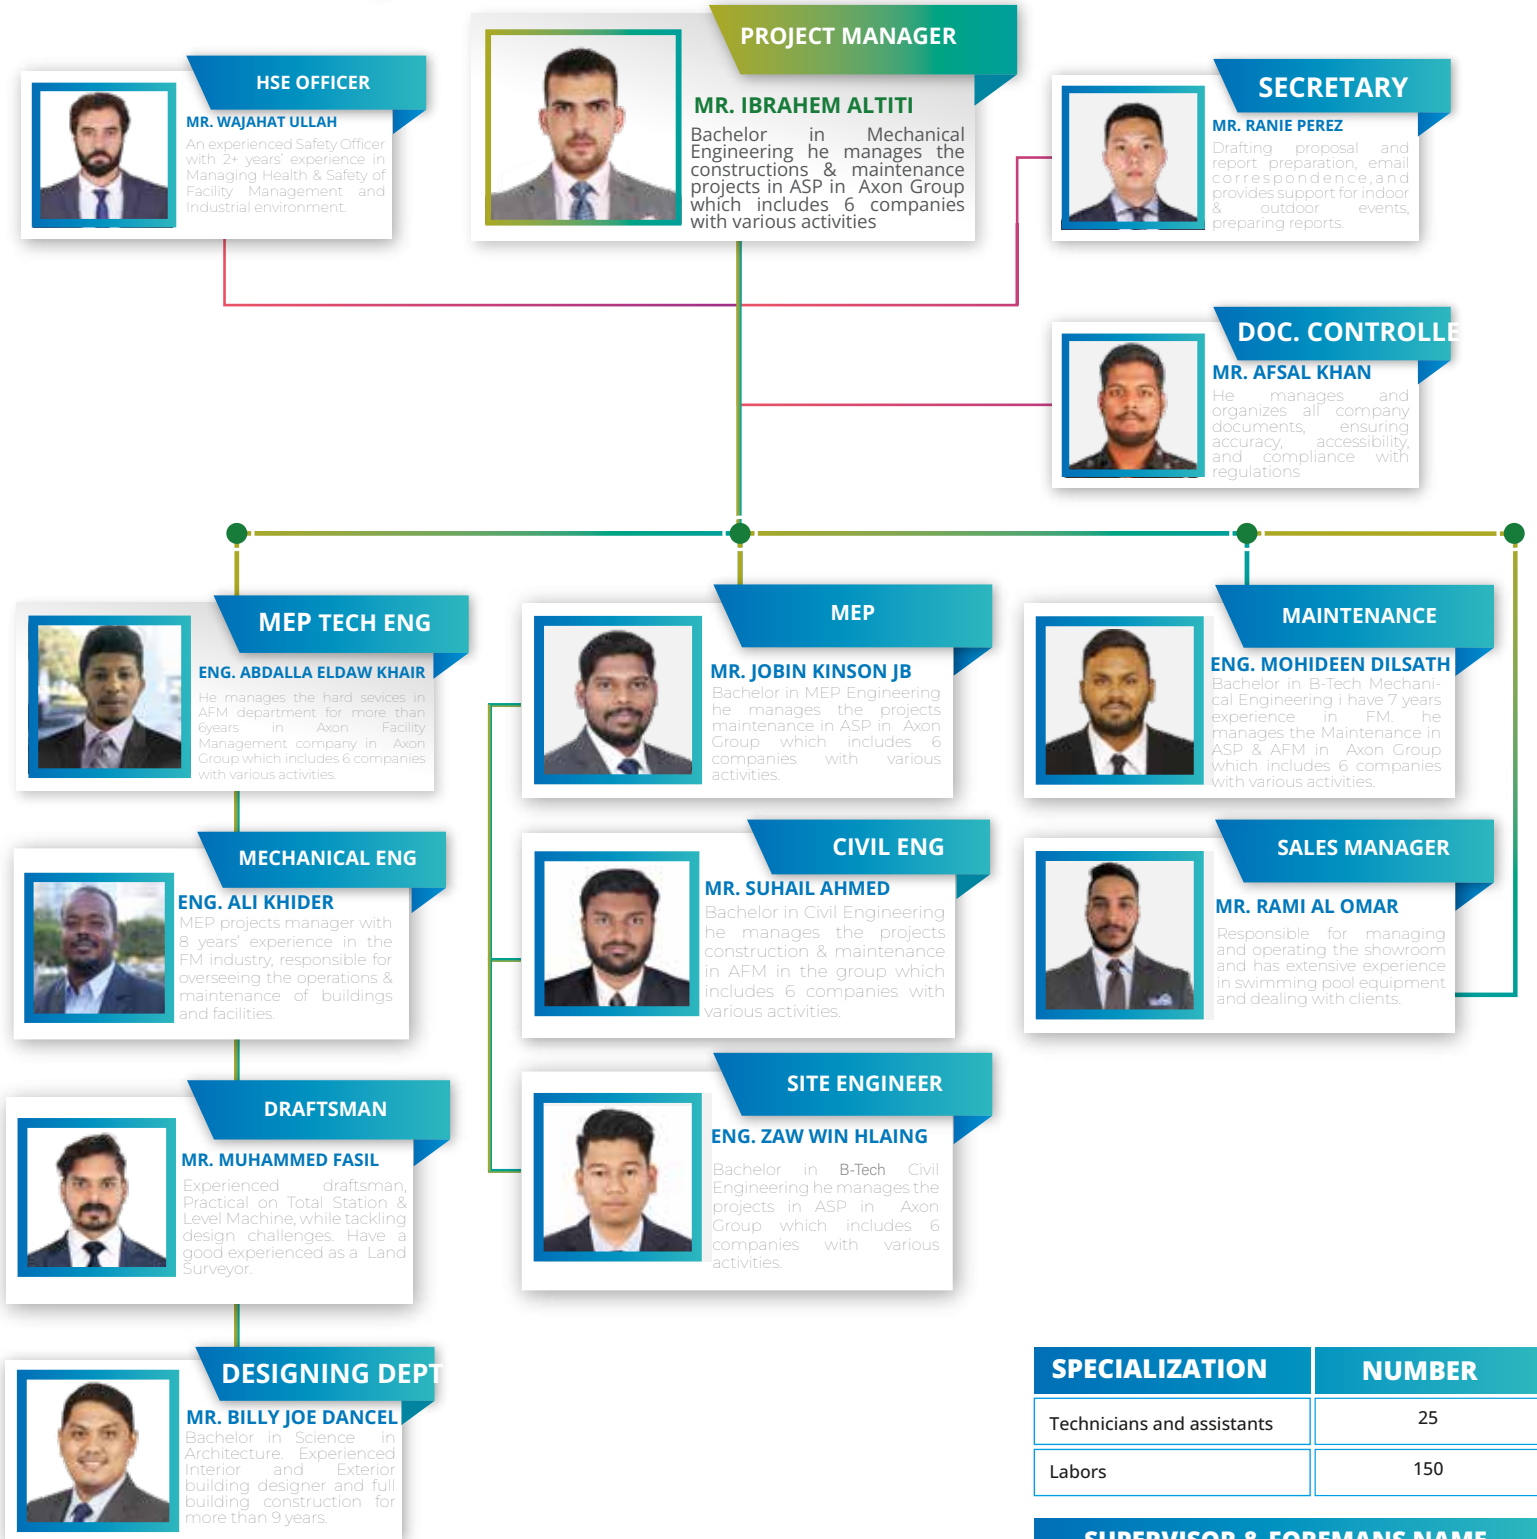 PROJECT MANAGER
MR. IBRAHEM ALTITI
Bachelor in Mechanical
Engineering he manages the
constructions & maintenance
projects in ASP in Axon Group
which includes 6 companies
with various activities
HSE OFFICER
MR. WAJAHAT ULLAH
An experienced Safety Officer
with 2+ years' experience in
Managing Health & Safety of
Facility Management and
Industrial environment.
SECRETARY
MR. RANIE PEREZ
Drafting proposal and
report preparation, email
correspondence,and
provides support for indoor
& outdoor events,
preparing reports.
DOC. CONTROLLE
MR. AFSAL KHAN
He manages and
organizes all company
documents, ensuring
accuracy, accessibility,
and compliance with
regulations
MEP TECH ENG
ENG. ABDALLA ELDAW KHAIR
He manages the hard sevices in
AFM department for more than
6years in Axon Facility
Management company in Axon
Group which includes 6 companies
with various activities.
MEP
MR. JOBIN KINSON JB
Bachelor in MEP Engineering
he manages the projects
maintenance in ASP in Axon
Group which includes 6
companies with various
activities.
MAINTENANCE
ENG. MOHIDEEN DILSATH
Bachelor in B-Tech Mechani-
cal Engineering i have 7 years
experience in FM. he
manages the Maintenance in
ASP & AFM in Axon Group
which includes 6 companies
with various activities.
MECHANICAL ENG
ENG. ALI KHIDER
MEP projects manager with
8 years' experience in the
FM industry, responsible for
overseeing the operations &
maintenance of buildings
and facilities.
CIVIL ENG
MR. SUHAIL AHMED
Bachelor in Civil Engineering
he manages the projects
construction & maintenance
in AFM in the group which
includes 6 companies with
various activities.
SALES MANAGER
MR. RAMI AL OMAR
Responsible for managing
and operating the showroom
and has extensive experience
in swimming pool equipment
and dealing with clients.
DRAFTSMAN
MR. MUHAMMED FASIL
Experienced draftsman,
Practical on Total Station &
Level Machine, while tackling
design challenges. Have a
good experienced as a Land
Surveyor.
SITE ENGINEER
ENG. ZAW WIN HLAING
Bachelor in B-Tech Civil
Engineering he manages the
projects in ASP in Axon
Group which includes 6
companies with various
activities.
DESIGNING DEPT
MR. BILLY JOE DANCEL
Bachelor in Science in
Architecture. Experienced
Interior and Exterior
building designer and full
building construction for
more than 9 years.
SPECIALIZATION NUMBER
Technicians and assistants 25
Labors 150
SUPERVISOR & FOREMANS NAME